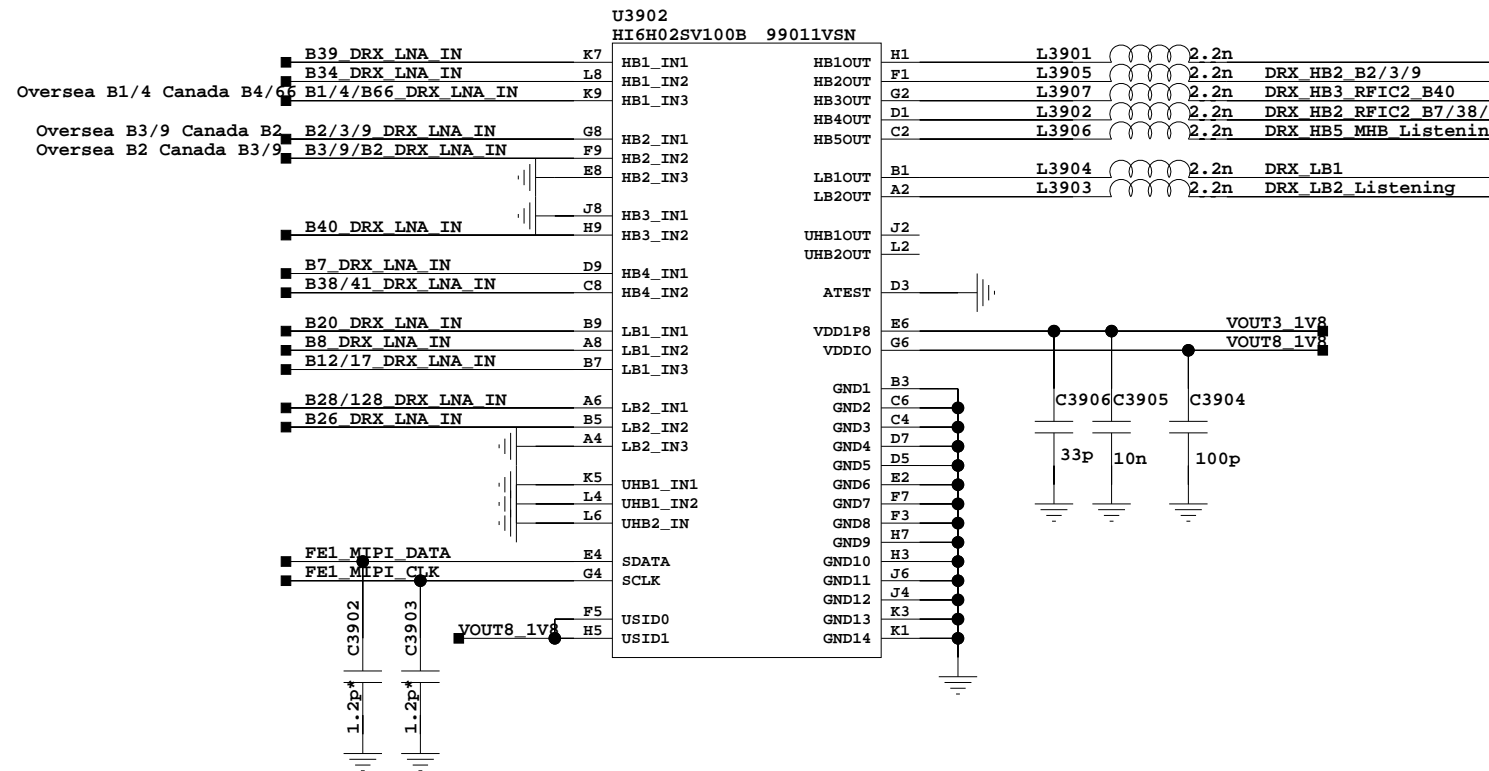 U3902
HI6H02SV100B 99011VSN
B39_DRX_LNA_IN K7 HB1_IN1 HB1OUT H1 L3901 2.2n
B34_DRX_LNA_IN L8 HB1_IN2 HB2OUT F1 L3905 2.2n DRX_HB2_B2/3/9
Oversea B1/4 Canada B4/66 B1/4/B66_DRX_LNA_IN K9 HB1_IN3 HB3OUT G2 L3907 2.2n DRX_HB3_RFIC2_B40
HB4OUT D1 L3902 2.2n DRX_HB2_RFIC2_B7/38/
Oversea B3/9 Canada B2 B2/3/9_DRX_LNA_IN G8 HB2_IN1 HB5OUT C2 L3906 2.2n DRX_HB5_MHB_Listenin
Oversea B2 Canada B3/9 B3/9/B2_DRX_LNA_IN F9 HB2_IN2
E8 HB2_IN3 LB1OUT B1 L3904 2.2n DRX_LB1
LB2OUT A2 L3903 2.2n DRX_LB2_Listening
J8 HB3_IN1
B40_DRX_LNA_IN H9 HB3_IN2 UHB1OUT J2
UHB2OUT L2
B7_DRX_LNA_IN D9 HB4_IN1
B38/41_DRX_LNA_IN C8 HB4_IN2 ATEST D3
B20_DRX_LNA_IN B9 LB1_IN1 VDD1P8 E6 VOUT3_1V8
B8_DRX_LNA_IN A8 LB1_IN2 VDDIO G6 VOUT8_1V8
B12/17_DRX_LNA_IN B7 LB1_IN3
GND1 B3
B28/128_DRX_LNA_IN A6 LB2_IN1 GND2 C6 C3906 C3905 C3904
B26_DRX_LNA_IN B5 LB2_IN2 GND3 C4
A4 LB2_IN3 GND4 D7
GND5 D5 33p 10n 100p
K5 UHB1_IN1 GND6 E2
L4 UHB1_IN2 GND7 F7
L6 UHB2_IN GND8 F3
GND9 H7
FE1_MIPI_DATA E4 SDATA GND10 H3
FE1_MIPI_CLK G4 SCLK GND11 J6
GND12 J4
F5 USID0 GND13 K3
VOUT8_1V8 H5 USID1 GND14 K1
C3902 C3903
1.2p* 1.2p*